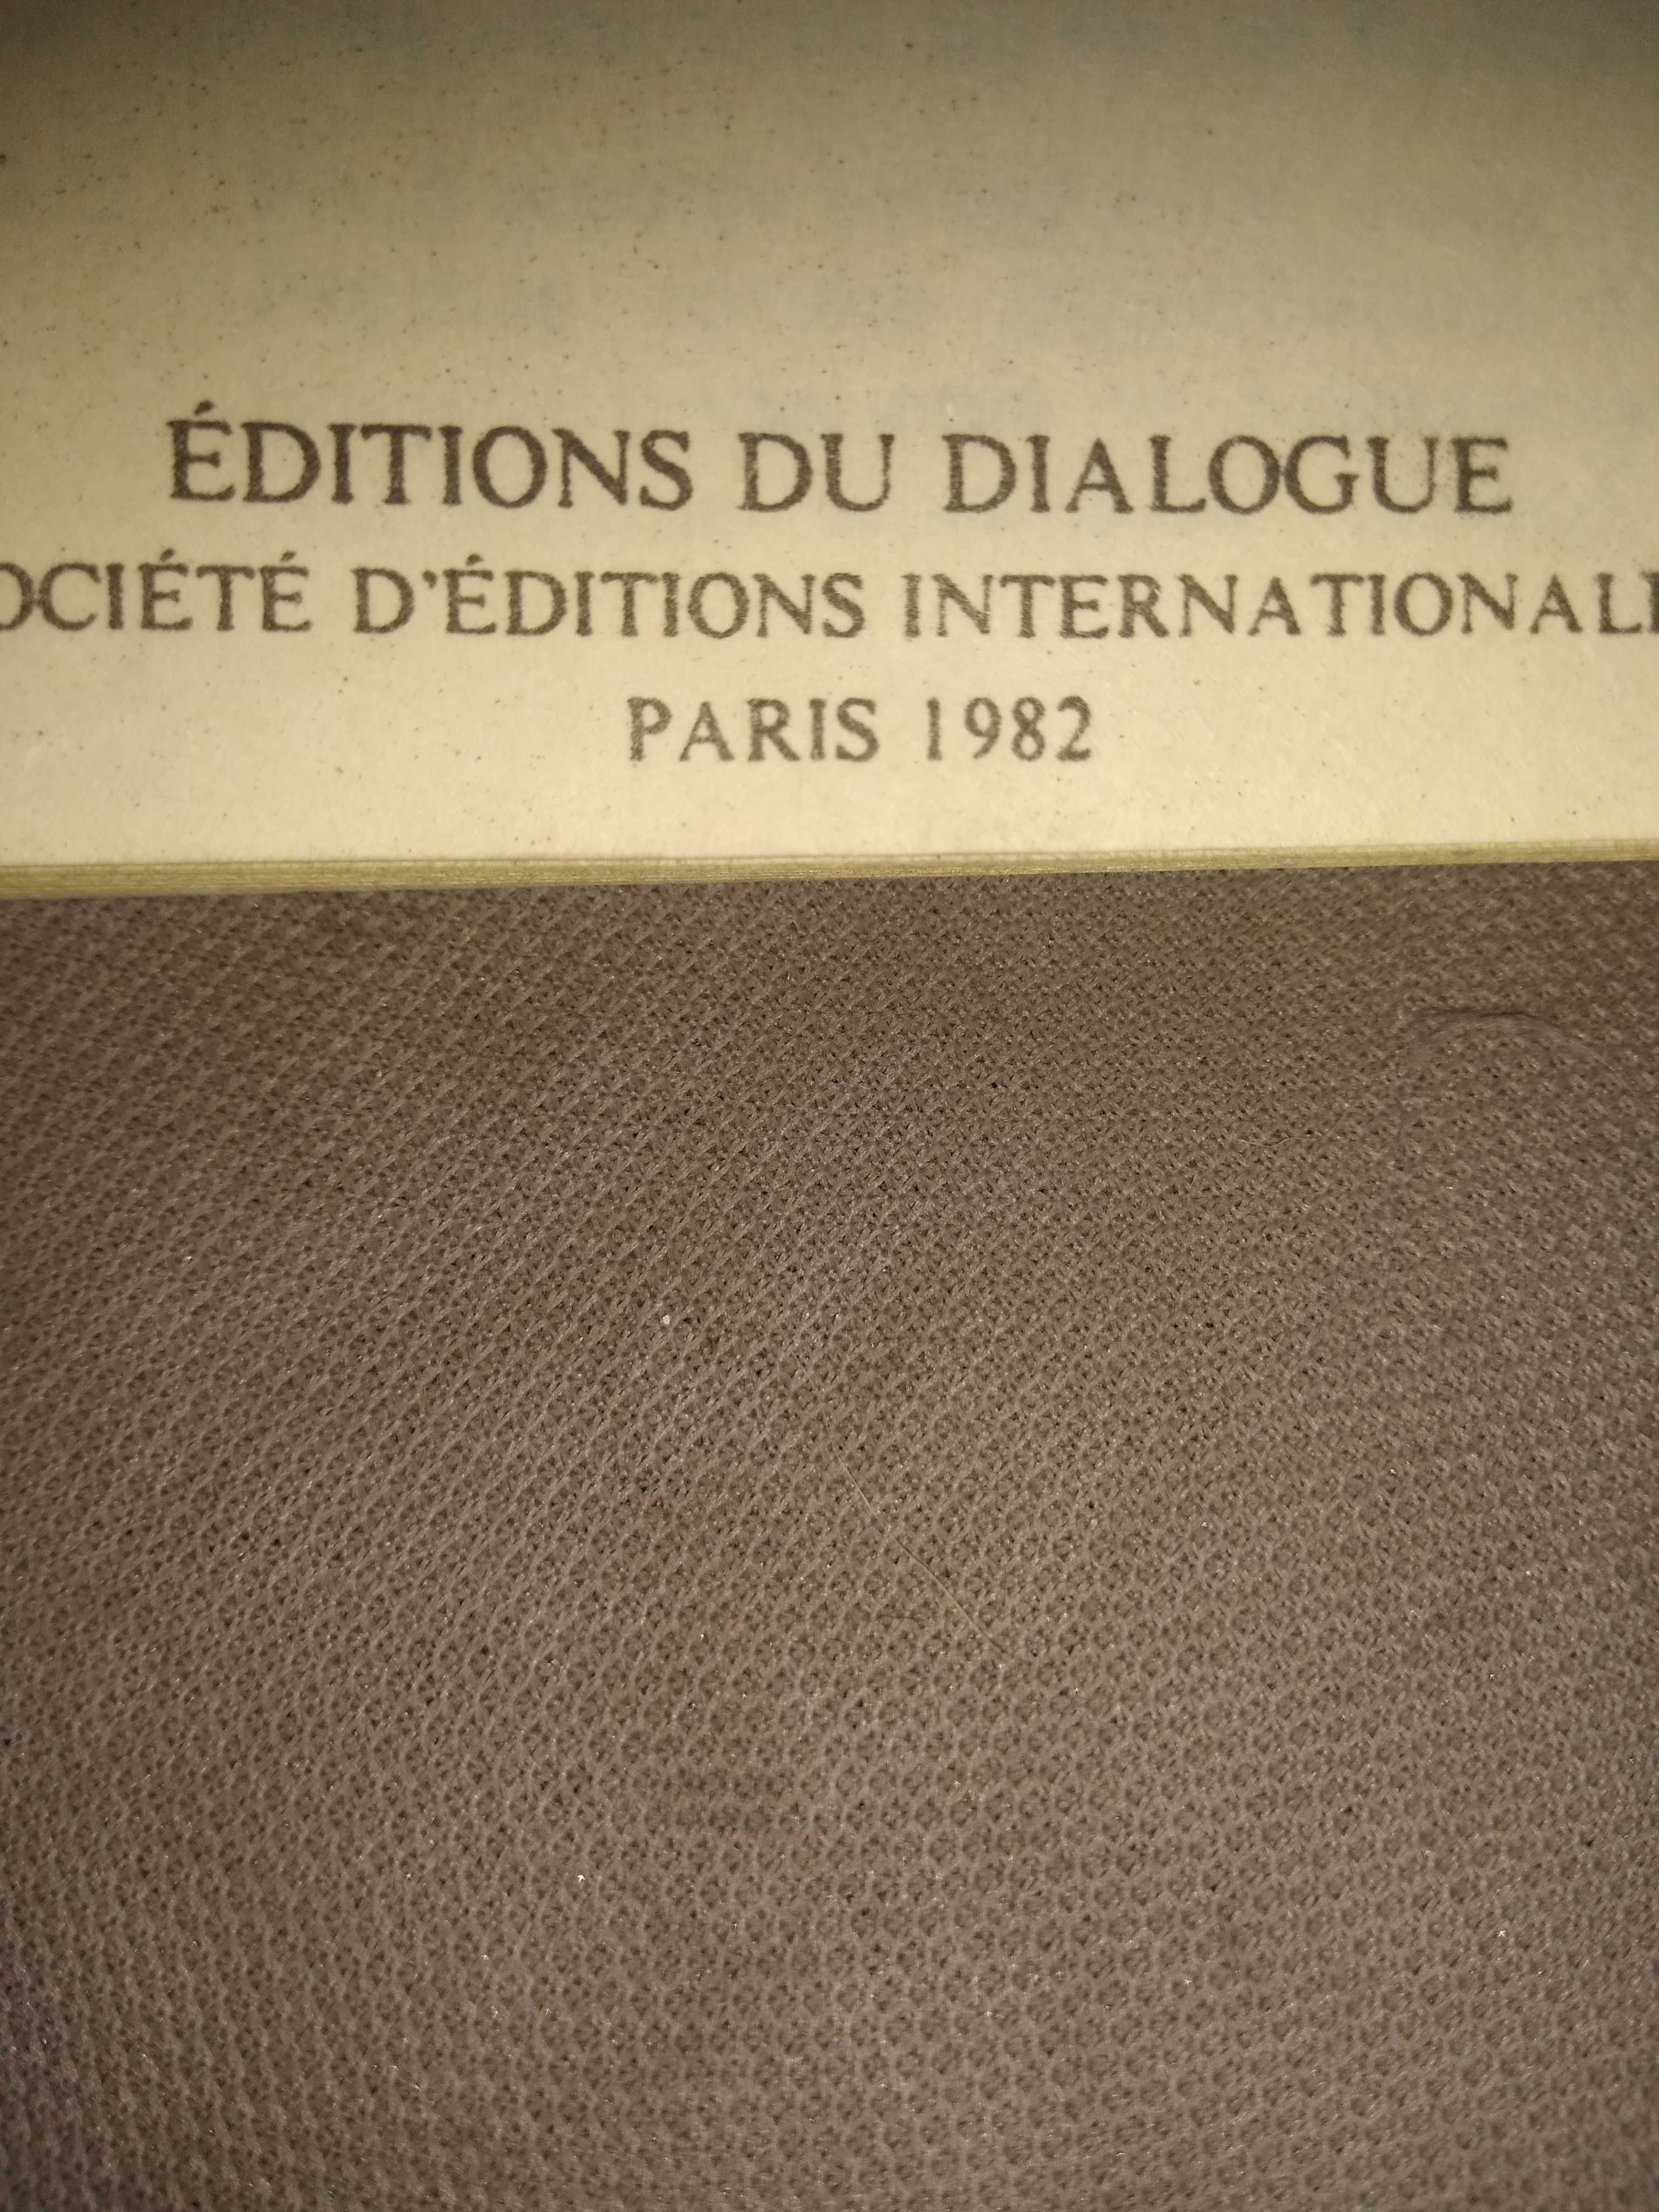 ÉDITIONS DU DIALOGUE
OCIÉTÉ D'ÉDITIONS INTERNATIONAL
PARIS 1982